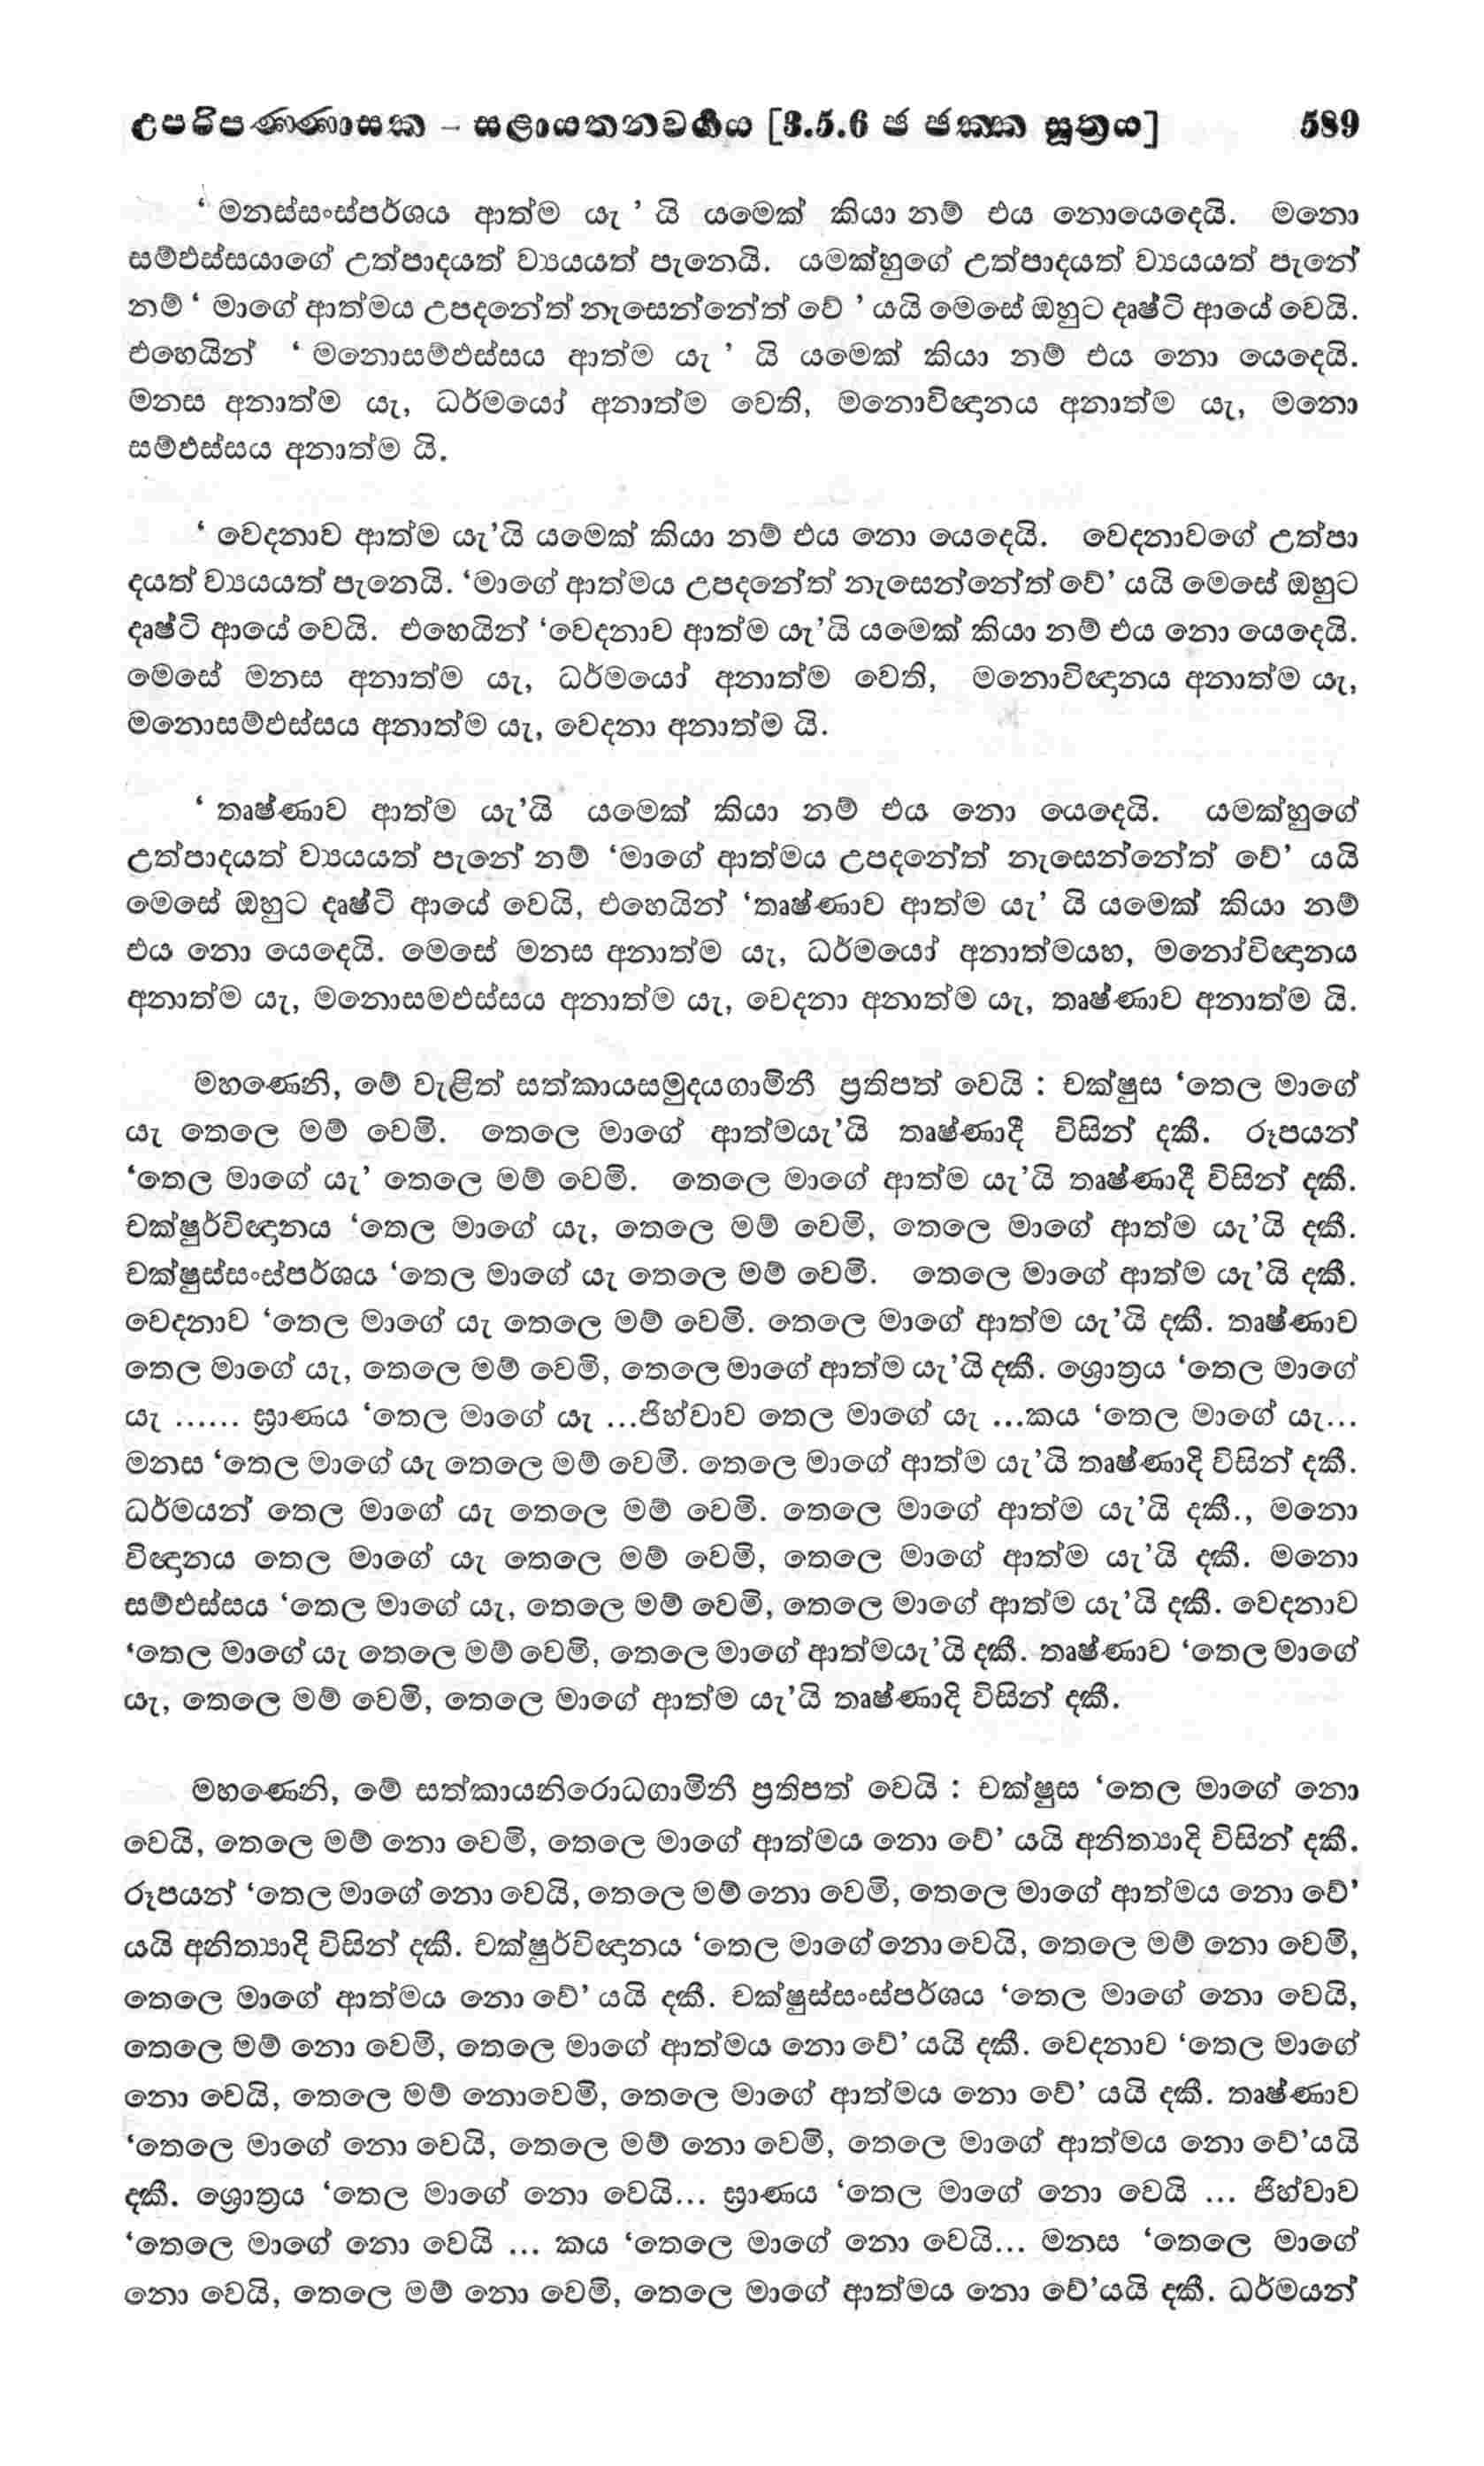 උපරිපණ්ණාසක – සළායතනවර්ගය [3.5.6 ඡ ඡක්ක සූත්‍රය] 589
‘ මනස්සංස්පර්ශය ආත්ම යැ ’ යි යමෙක් කියා නම් එය නොයෙදෙයි. මනො
සම්ඵස්සයාගේ උත්පාදයත් ව්‍යයයත් පැනෙයි. යමක්හුගේ උත්පාදයත් ව්‍යයයත් පැනේ
නම් ‘ මාගේ ආත්මය උපදනේත් නැසෙන්නේත් වේ ’ යයි මෙසේ ඔහුට දෘෂ්ටි ආයේ වෙයි.
එහෙයින් ‘ මනොසම්ඵස්සය ආත්ම යැ ’ යි යමෙක් කියා නම් එය නො යෙදෙයි.
මනස අනාත්ම යැ, ධර්මයෝ අනාත්ම වෙති, මනොවිඥානය අනාත්ම යැ, මනො
සම්ඵස්සය අනාත්ම යි.
‘ වෙදනාව ආත්ම යැ’යි යමෙක් කියා නම් එය නො යෙදෙයි. වෙදනාවගේ උත්පා
දයත් ව්‍යයයත් පැනෙයි. ‘මාගේ ආත්මය උපදනේත් නැසෙන්නේත් වේ’ යයි මෙසේ ඔහුට
දෘෂ්ටි ආයේ වෙයි. එහෙයින් ‘වෙදනාව ආත්ම යැ’යි යමෙක් කියා නම් එය නො යෙදෙයි.
මෙසේ මනස අනාත්ම යැ, ධර්මයෝ අනාත්ම වෙති, මනොවිඥානය අනාත්ම යැ,
මනොසම්ඵස්සය අනාත්ම යැ, වෙදනා අනාත්ම යි.
‘ තෘෂ්ණාව ආත්ම යැ’යි යමෙක් කියා නම් එය නො යෙදෙයි. යමක්හුගේ
උත්පාදයත් ව්‍යයයත් පැනේ නම් ‘මාගේ ආත්මය උපදනේත් නැසෙන්නේත් වේ’ යයි
මෙසේ ඔහුට දෘෂ්ටි ආයේ වෙයි, එහෙයින් ‘තෘෂ්ණාව ආත්ම යැ’ යි යමෙක් කියා නම්
එය නො යෙදෙයි. මෙසේ මනස අනාත්ම යැ, ධර්මයෝ අනාත්මයහ, මනෝවිඥානය
අනාත්ම යැ, මනොසමඵස්සය අනාත්ම යැ, වෙදනා අනාත්ම යැ, තෘෂ්ණාව අනාත්ම යි.
මහණෙනි, මේ වැළිත් සත්කායසමුදයගාමිනී ප්‍රතිපත් වෙයි : චක්ෂුස ‘තෙල මාගේ
යැ තෙලෙ මම් වෙමි. තෙලෙ මාගේ ආත්මයැ’යි තෘෂ්ණාදී විසින් දකී. රූපයන්
‘තෙල මාගේ යැ’ තෙලෙ මම් වෙමි. තෙලෙ මාගේ ආත්ම යැ’යි තෘෂ්ණාදී විසින් දකී.
චක්ෂුර්විඥානය ‘තෙල මාගේ යැ, තෙලෙ මම් වෙමි, තෙලෙ මාගේ ආත්ම යැ’යි දකී.
චක්ෂුස්සංස්පර්ශය ‘තෙල මාගේ යැ තෙලෙ මම් වෙමි. තෙලෙ මාගේ ආත්ම යැ’යි දකී.
වෙදනාව ‘තෙල මාගේ යැ තෙලෙ මම් වෙමි. තෙලෙ මාගේ ආත්ම යැ’යි දකී. තෘෂ්ණාව
තෙල මාගේ යැ, තෙලෙ මම් වෙමි, තෙලෙ මාගේ ආත්ම යැ’යි දකී. ශ්‍රොත්‍රය ‘තෙල මාගේ
යැ ...... ඝ්‍රාණය ‘තෙල මාගේ යැ ...ජිහ්වාව තෙල මාගේ යැ ...කය ‘තෙල මාගේ යැ...
මනස ‘තෙල මාගේ යැ තෙලෙ මම් වෙමි. තෙලෙ මාගේ ආත්ම යැ’යි තෘෂ්ණාදි විසින් දකී.
ධර්මයන් තෙල මාගේ යැ තෙලෙ මම් වෙමි. තෙලෙ මාගේ ආත්ම යැ’යි දකී., මනො
විඥානය තෙල මාගේ යැ තෙලෙ මම් වෙමි, තෙලෙ මාගේ ආත්ම යැ’යි දකී. මනො
සම්ඵස්සය ‘තෙල මාගේ යැ, තෙලෙ මම් වෙමි, තෙලෙ මාගේ ආත්ම යැ’යි දකී. වෙදනාව
‘තෙල මාගේ යැ තෙලෙ මම් වෙමි, තෙලෙ මාගේ ආත්මයැ’යි දකී. තෘෂ්ණාව ‘තෙල මාගේ
යැ, තෙලෙ මම් වෙමි, තෙලෙ මාගේ ආත්ම යැ’යි තෘෂ්ණාදි විසින් දකී.
මහණෙනි, මේ සත්කායනිරොධගාමිනී ප්‍රතිපත් වෙයි : චක්ෂුස ‘තෙල මාගේ නො
වෙයි, තෙලෙ මම් නො වෙමි, තෙලෙ මාගේ ආත්මය නො වේ’ යයි අනිත්‍යාදි විසින් දකී.
රූපයන් ‘තෙල මාගේ නො වෙයි, තෙලෙ මම් නො වෙමි, තෙලෙ මාගේ ආත්මය නො වේ’
යයි අනිත්‍යාදි විසින් දකී. චක්ෂුර්විඥානය ‘තෙල මාගේ නො වෙයි, තෙලෙ මම් නො වෙමි,
තෙලෙ මාගේ ආත්මය නො වේ’ යයි දකී. චක්ෂුස්සංස්පර්ශය ‘තෙල මාගේ නො වෙයි,
තෙලෙ මම් නො වෙමි, තෙලෙ මාගේ ආත්මය නො වේ’ යයි දකී. වෙදනාව ‘තෙල මාගේ
නො වෙයි, තෙලෙ මම් නොවෙමි, තෙලෙ මාගේ ආත්මය නො වේ’ යයි දකී. තෘෂ්ණාව
‘තෙලෙ මාගේ නො වෙයි, තෙලෙ මම් නො වෙමි, තෙලෙ මාගේ ආත්මය නො වේ’යයි
දකී. ශ්‍රොත්‍රය ‘තෙල මාගේ නො වෙයි... ඝ්‍රාණය ‘තෙල මාගේ නො වෙයි ... ජිහ්වාව
‘තෙලෙ මාගේ නො වෙයි ... කය ‘තෙලෙ මාගේ නො වෙයි... මනස ‘තෙලෙ මාගේ
නො වෙයි, තෙලෙ මම් නො වෙමි, තෙලෙ මාගේ ආත්මය නො වේ’යයි දකී. ධර්මයන්